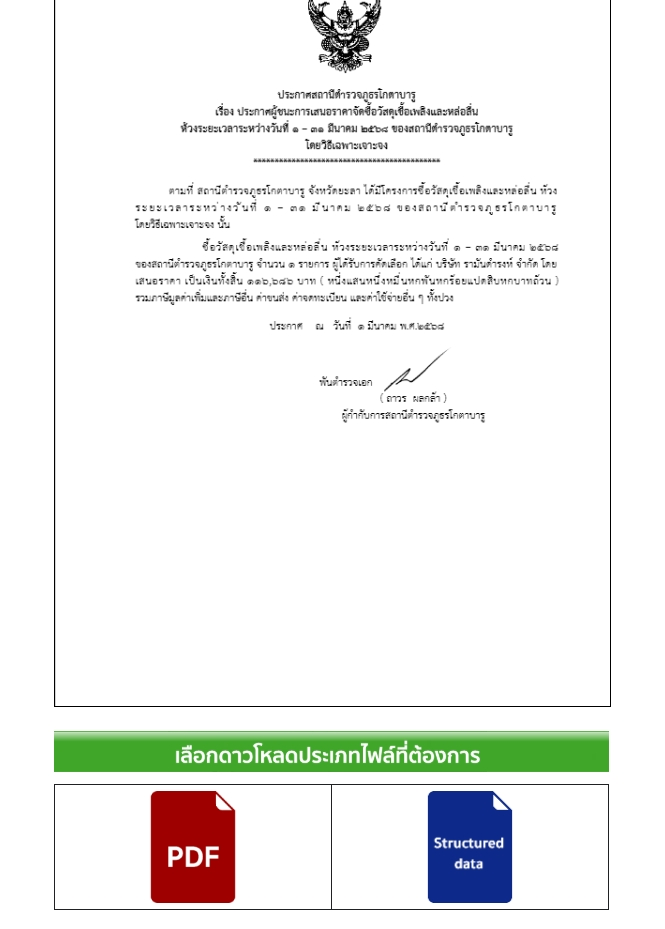 ประกาศสถานีตำรวจภูธรโกตาบารู
เรื่อง ประกาศผู้ชนะการเสนอราคาจัดซื้อวัสดุเชื้อเพลิงและหล่อลื่น
ห้วงระยะเวลาระหว่างวันที่ ๑ – ๓๑ มีนาคม ๒๕๖๘ ของสถานีตำรวจภูธรโกตาบารู
โดยวิธีเฉพาะเจาะจง
********************************************
ตามที่ สถานีตำรวจภูธรโกตาบารู จังหวัดยะลา ได้มีโครงการซื้อวัสดุเชื้อเพลิงและหล่อลื่น ห้วง
ระยะเวลาระหว่างวันที่ ๑ – ๓๑ มีนาคม ๒๕๖๘ ของสถานีตำรวจภูธรโกตาบารู
โดยวิธีเฉพาะเจาะจง นั้น
ซื้อวัสดุเชื้อเพลิงและหล่อลื่น ห้วงระยะเวลาระหว่างวันที่ ๑ – ๓๑ มีนาคม ๒๕๖๘
ของสถานีตำรวจภูธรโกตาบารู จำนวน ๑ รายการ ผู้ได้รับการคัดเลือก ได้แก่ บริษัท รามันดำรงค์ จำกัด โดย
เสนอราคา เป็นเงินทั้งสิ้น ๑๑๖,๖๘๖ บาท ( หนึ่งแสนหนึ่งหมื่นหกพันหกร้อยแปดสิบหกบาทถ้วน )
รวมภาษีมูลค่าเพิ่มและภาษีอื่น ค่าขนส่ง ค่าจดทะเบียน และค่าใช้จ่ายอื่น ๆ ทั้งปวง
ประกาศ ณ วันที่ ๑ มีนาคม พ.ศ.๒๕๖๘
พันตำรวจเอก
( ถาวร ผลกล้า )
ผู้กำกับการสถานีตำรวจภูธรโกตาบารู
เลือกดาวโหลดประเภทไฟล์ที่ต้องการ
PDF
Structured
data